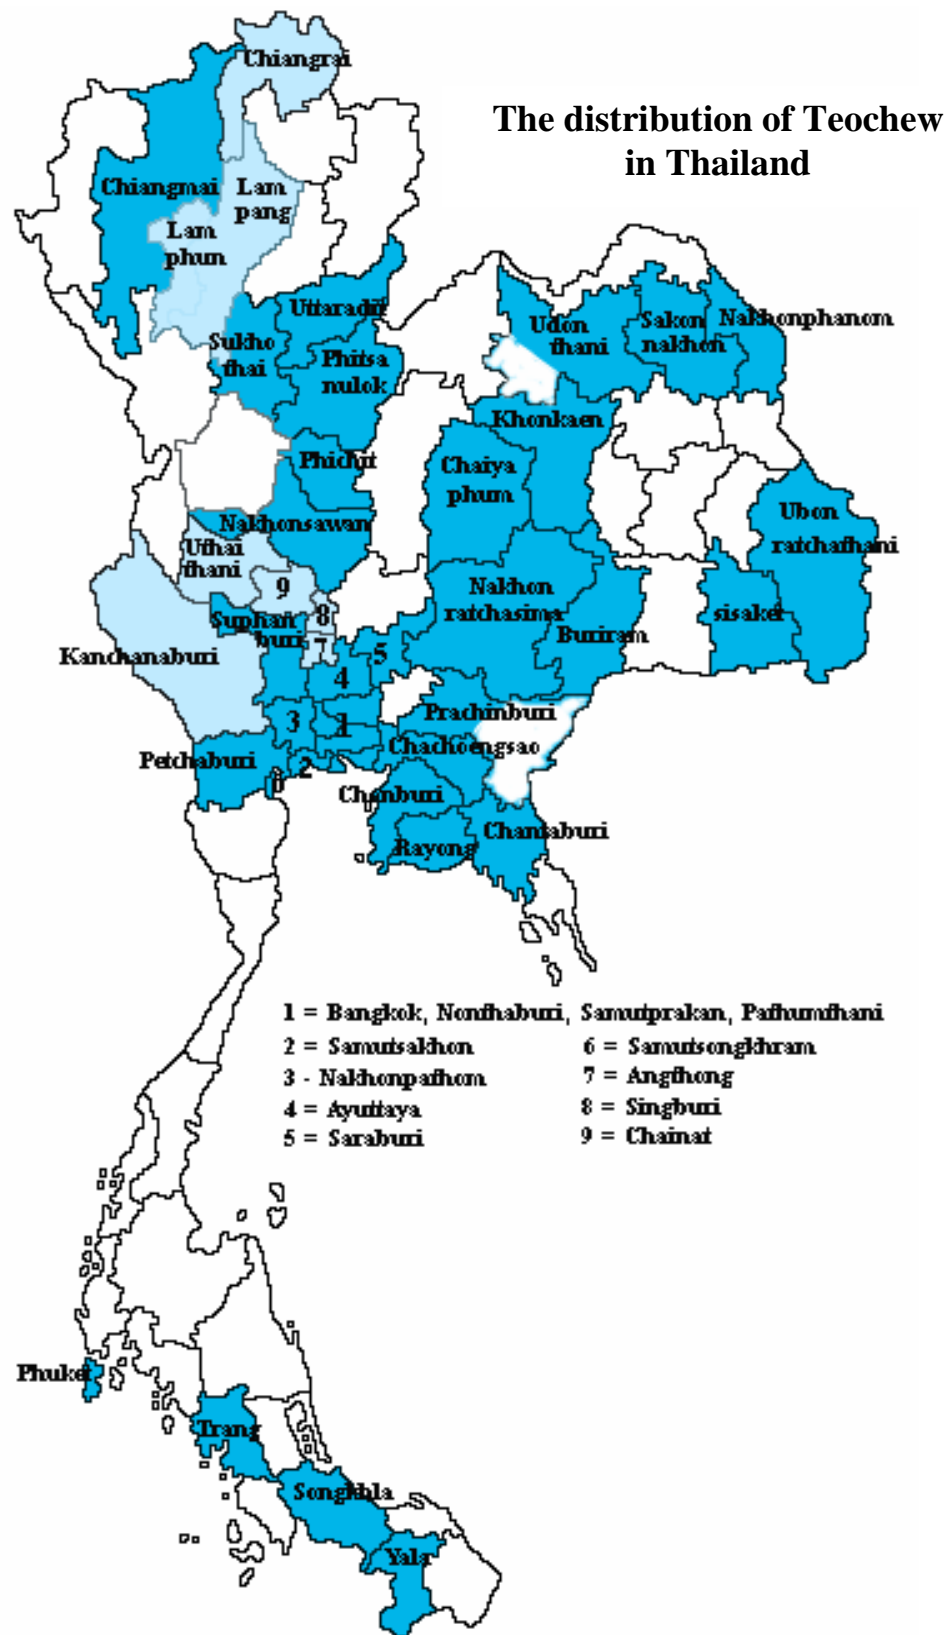 The distribution of Teochew
in Thailand
Chiangrai
Chiangmai
Lam
pang
Lam
phun
Uttaradit
Sukho
thai
Phitsa
nulok
Udon
thani
Sakon
nakhon
Nakhonphanom
Khonkaen
Phichit
Chaiya
phum
Nakhonsawan
Ubon
ratchathani
Uthai
thani
9
Nakhon
ratchasima
Suphan
buri
8
7
Buriram
sisaket
5
4
Kanchanaburi
3
1
Prachinburi
Chachoengsao
Petchaburi
2
6
Chonburi
Rayong
Chantaburi
1 = Bangkok, Nonthaburi, Samutprakan, Pathumthani
2 = Samutsakhon
6 = Samutsongkhram
3 - Nakhonpathom
7 = Angthong
4 = Ayuttaya
8 = Singburi
5 = Saraburi
9 = Chainat
Phuket
Trang
Songkhla
Yala